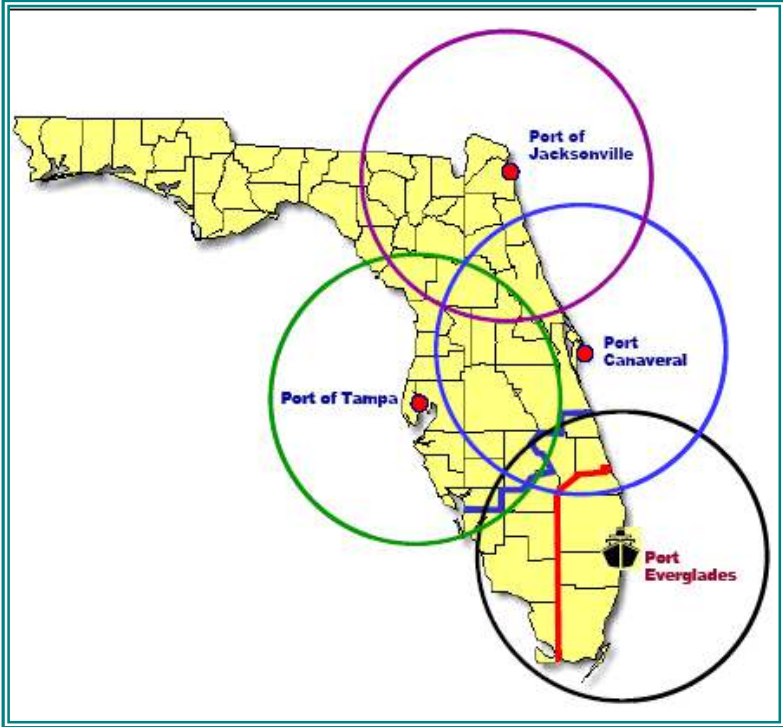 Port of
Jacksonville
Port
Canaveral
Port of Tampa
Port
Everglades